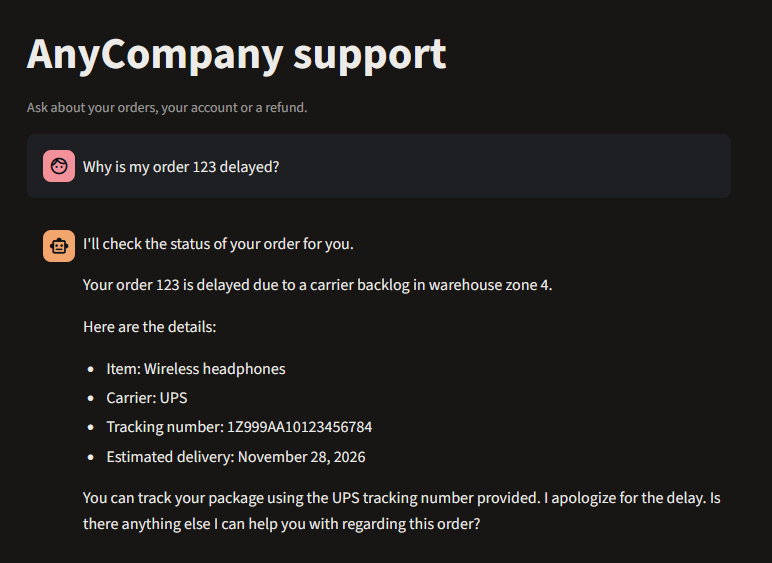 AnyCompany support
Ask about your orders, your account or a refund.
Why is my order 123 delayed?
I'll check the status of your order for you.
Your order 123 is delayed due to a carrier backlog in warehouse zone 4.
Here are the details:
• Item: Wireless headphones
• Carrier: UPS
• Tracking number: 1Z999AA10123456784
• Estimated delivery: November 28, 2026
You can track your package using the UPS tracking number provided. I apologize for the delay. Is
there anything else I can help you with regarding this order?